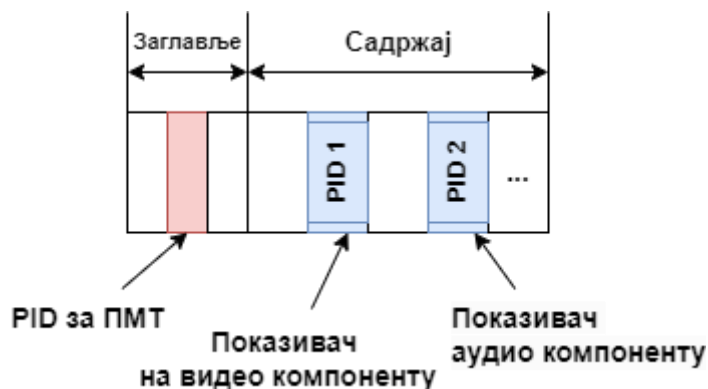 Заглавље
Садржај
PID 1
PID 2
...
PID за ПМТ
Показивач
на видео компоненту
Показивач
аудио компоненту